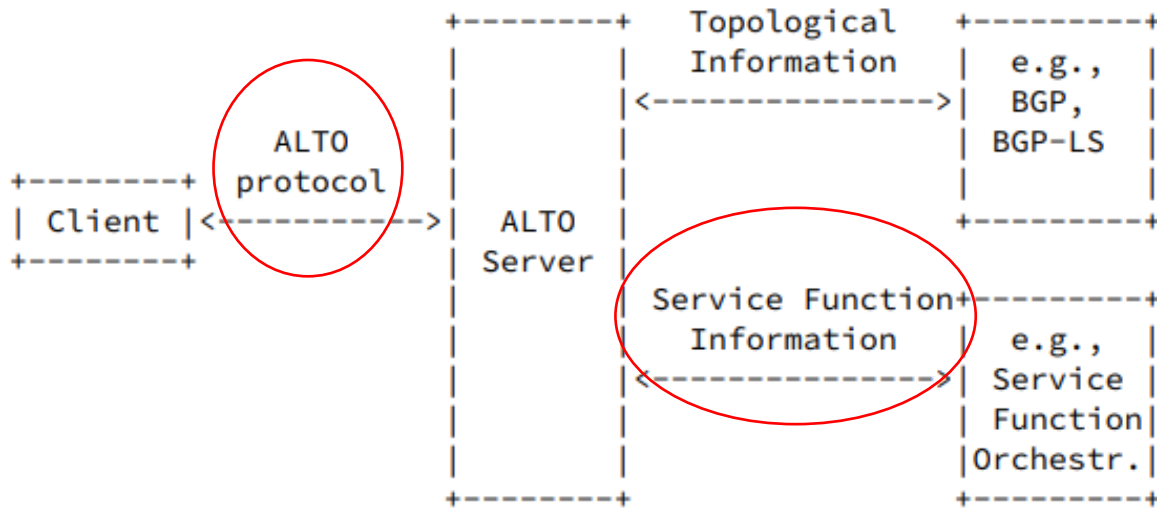 +--------+   Topological   +---------+
|        |   Information   |  e.g.,  |
|        |<--------------->|  BGP,   |
ALTO          |        |                 | BGP-LS  |
+--------+  protocol   |        |                 |         |
| Client |<----------->|  ALTO  |                 +---------+
+--------+             | Server |
|        | Service Function+---------+
|        |   Information   |  e.g.,  |
|        |<--------------->| Service |
|        |                 | Function|
|        |                 |Orchestr.|
+--------+                 +---------+